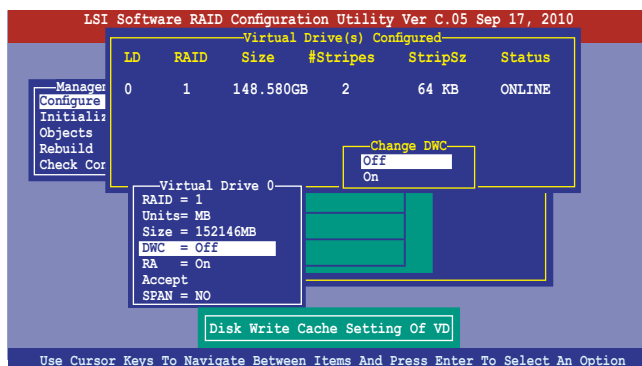 LSI Software RAID Configuration Utility Ver C.05 Sep 17, 2010
Virtual Drive(s) Configured
LD RAID Size #Stripes StripSz Status
0 1 148.580GB 2 64 KB ONLINE
Managem
Configure
Initializ
Objects
Rebuild
Check Con
Change DWC
Off
On
Virtual Drive 0
RAID = 1
Units= MB
Size = 152146MB
DWC = Off
RA = On
Accept
SPAN = NO
Disk Write Cache Setting Of VD
Use Cursor Keys To Navigate Between Items And Press Enter To Select An Option